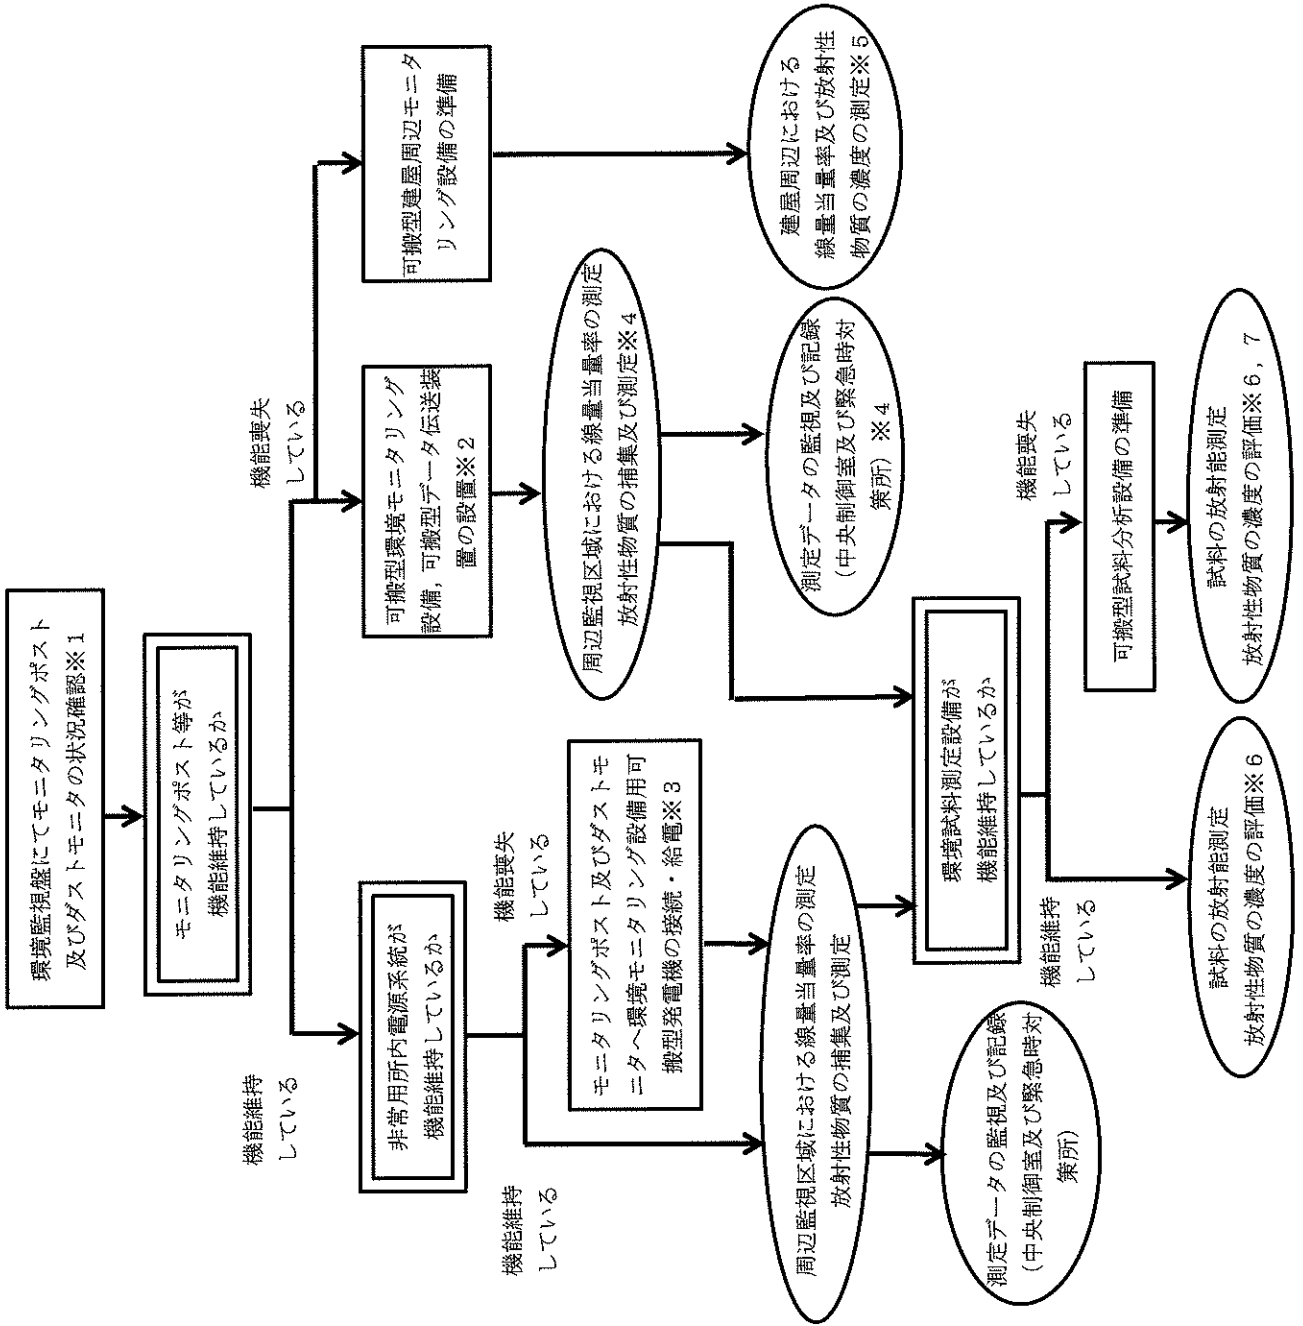 環境監視盤にてモニタリングポスト
及びダストモニタの状況確認※1
モニタリングポスト等が
機能維持しているか
機能維持
している
機能喪失
している
非常用所内電源系統が
機能維持しているか
可搬型環境モニタリング
設備，可搬型データ伝送装
置の設置※2
可搬型建屋周辺モニタ
リング設備の準備
機能維持
している
機能喪失
している
モニタリングポスト及びダストモ
ニタへ環境モニタリング設備用可
搬型発電機の接続・給電※3
周辺監視区域における線量当量率の測定
放射性物質の捕集及び測定※4
建屋周辺における
線量当量率及び放射性
物質の濃度の測定※5
周辺監視区域における線量当量率の測定
放射性物質の捕集及び測定
測定データの監視及び記録
（中央制御室及び緊急時対
策所）※4
測定データの監視及び記録
（中央制御室及び緊急時対
策所）
環境試料測定設備が
機能維持しているか
機能維持
している
機能喪失
している
可搬型試料分析設備の準備
試料の放射能測定
放射性物質の濃度の評価※6
試料の放射能測定
放射性物質の濃度の評価※6，7